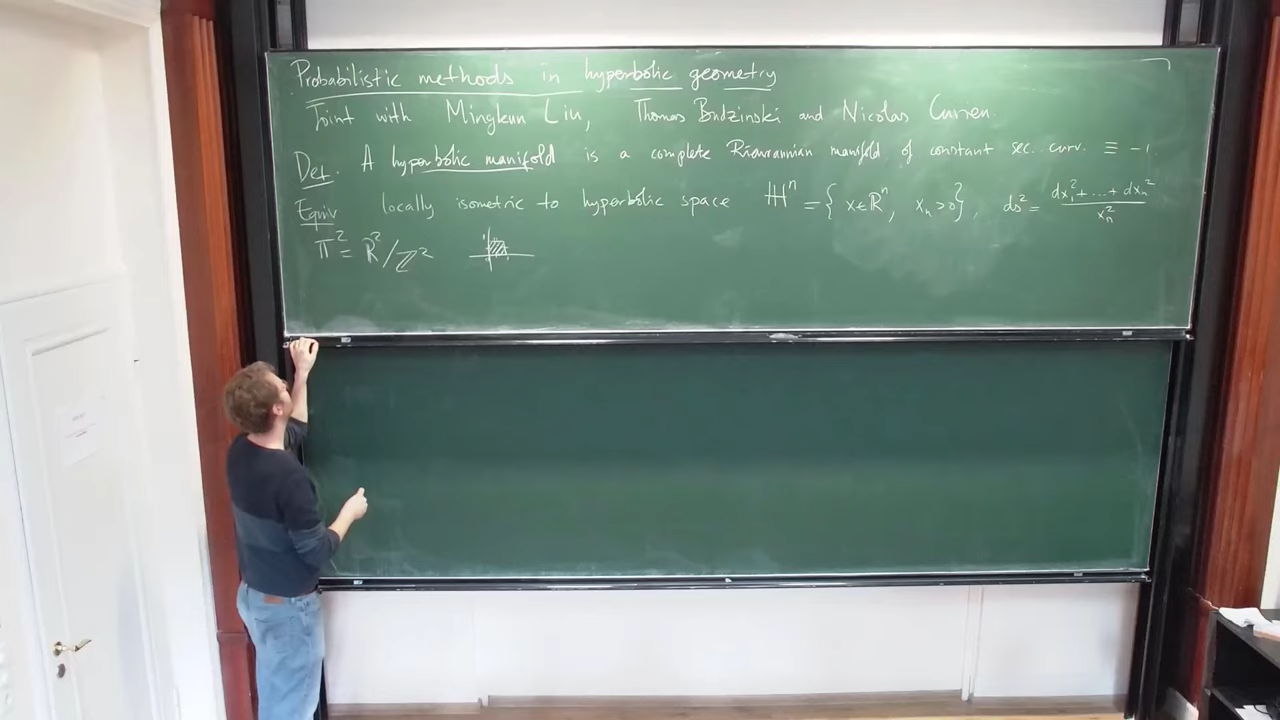 Probabilistic methods in hyperbolic geometry
Joint with Mingkun Liu, Thomas Budzinski and Nicolas Curien.
Def. A hyperbolic manifold is a complete Riemannian manifold of constant sec. curv. ≡ -1.
Equiv locally isometric to hyperbolic space ℍⁿ = { x ∈ ℝⁿ, xₙ > 0 }, ds² = (dx₁² + ... + dxₙ²) / xₙ²
𝕋² = ℝ²/ℤ²